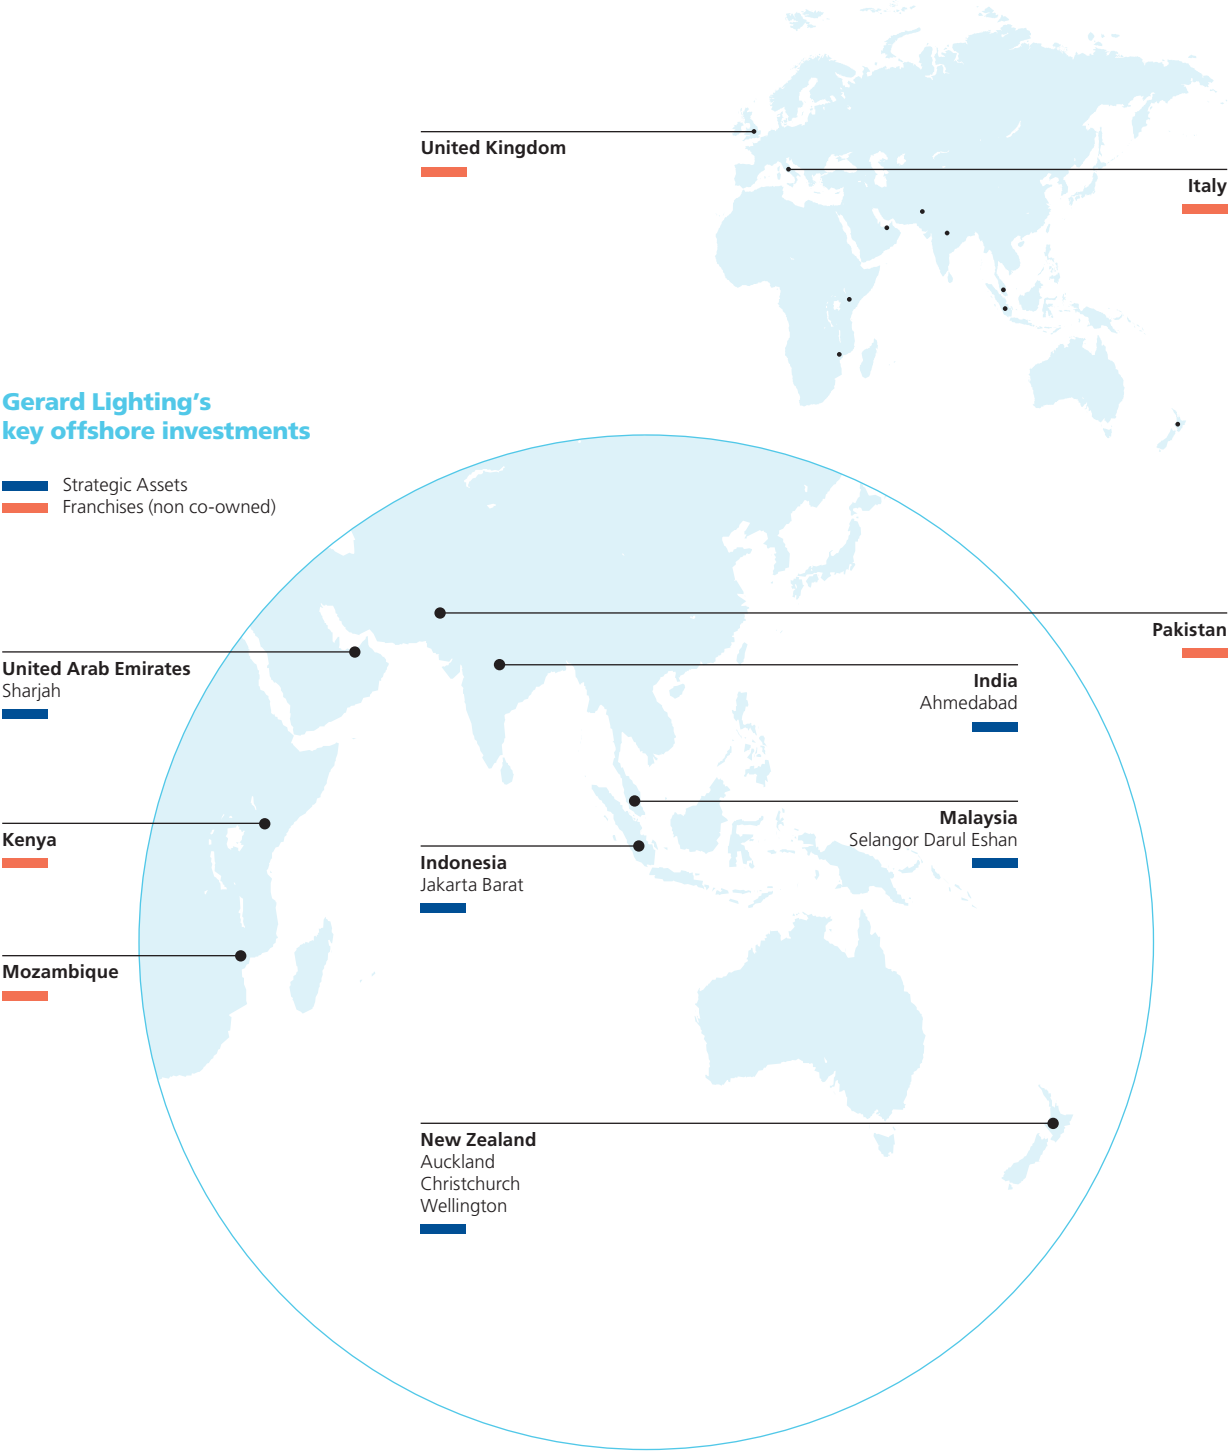 United Kingdom
Italy
Gerard Lighting’s
key offshore investments
Strategic Assets
Franchises (non co-owned)
Pakistan
United Arab Emirates
Sharjah
India
Ahmedabad
Malaysia
Selangor Darul Eshan
Kenya
Indonesia
Jakarta Barat
Mozambique
New Zealand
Auckland
Christchurch
Wellington